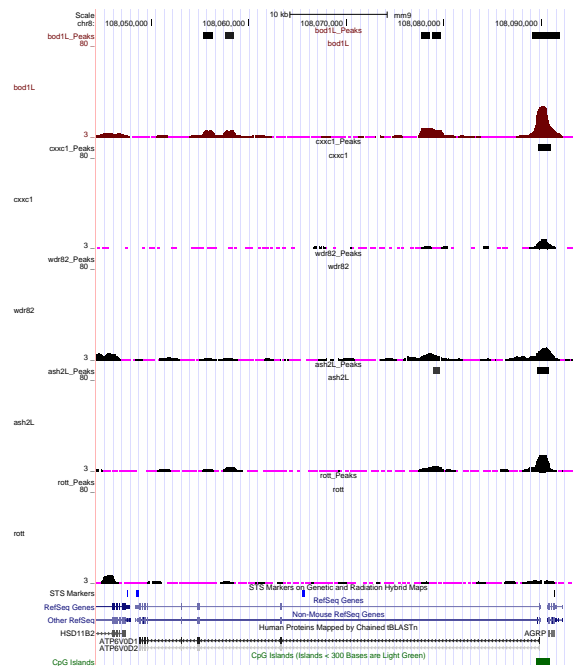 Scale 10 kb mm9
chr8: 108,050,000 108,060,000 108,070,000 108,080,000 108,090,000
bod1L_Peaks
bod1L_Peaks
80
bod1L
bod1L
3
cxxc1_Peaks
cxxc1_Peaks
80
cxxc1
cxxc1
3
wdr82_Peaks
wdr82_Peaks
80
wdr82
wdr82
3
ash2L_Peaks
ash2L_Peaks
80
ash2L
ash2L
3
rott_Peaks
rott_Peaks
80
rott
rott
3
STS Markers on Genetic and Radiation Hybrid Maps
STS Markers
RefSeq Genes
RefSeq Genes
Non-Mouse RefSeq Genes
Other RefSeq
Human Proteins Mapped by Chained tBLASTn
HSD11B2 AGRP
ATP6V0D1
ATP6V0D2
CpG Islands (Islands < 300 Bases are Light Green)
CpG Islands